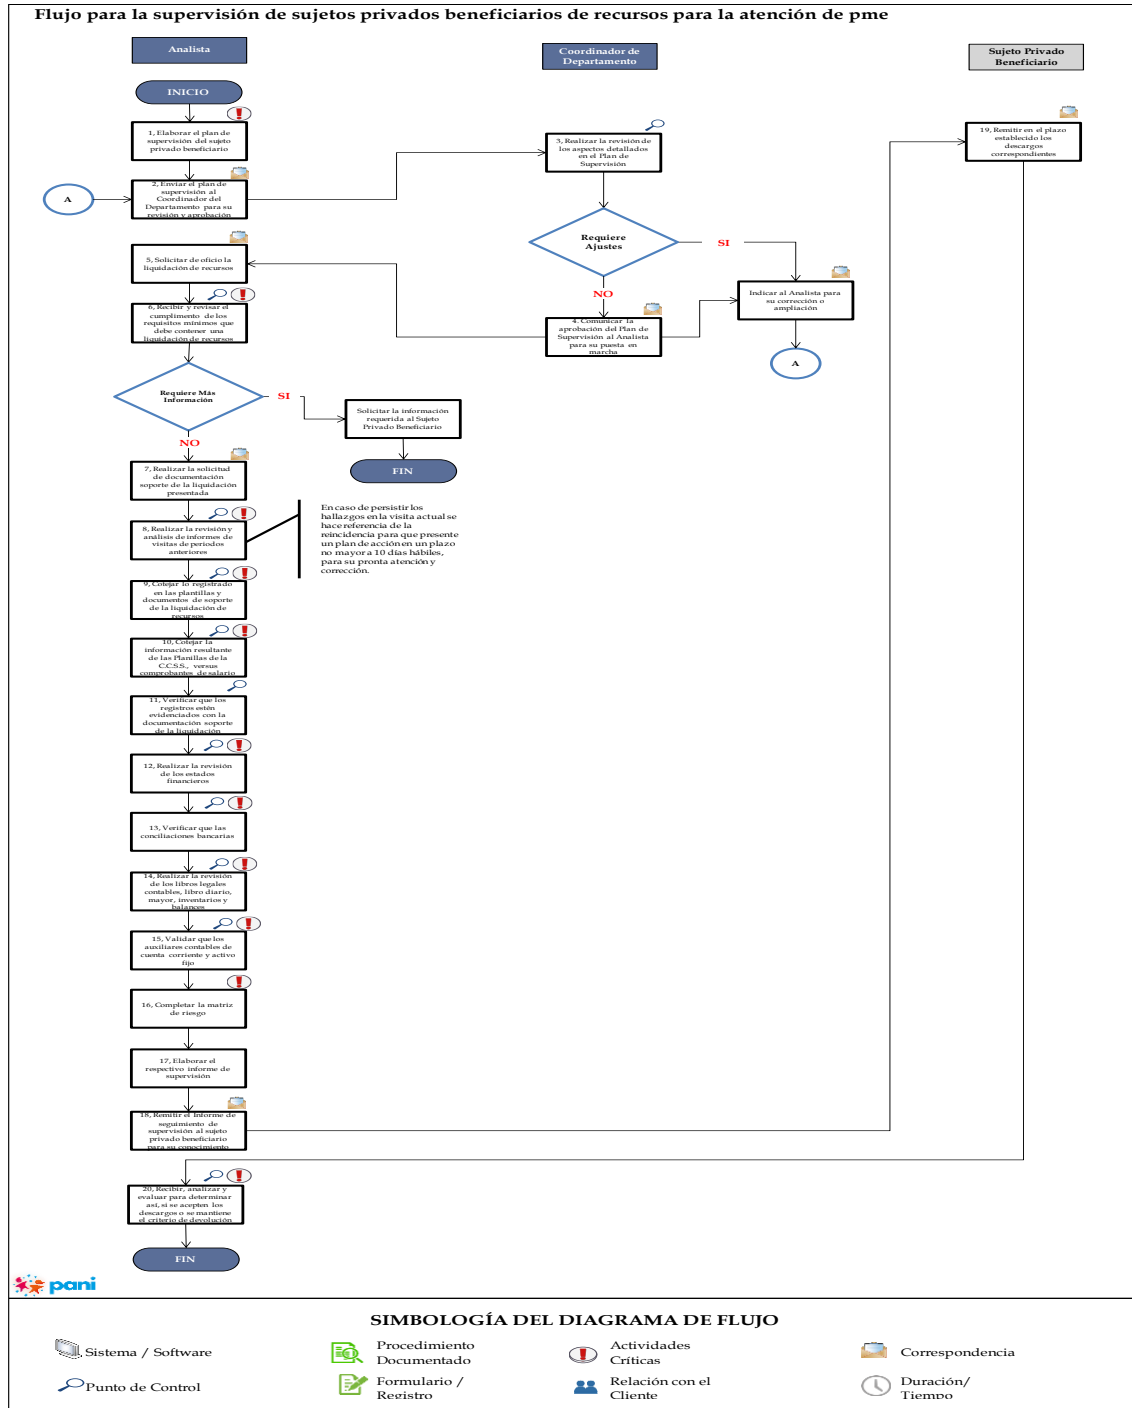 Flujo para la supervisión de sujetos privados beneficiarios de recursos para la atención de pme
Analista
Coordinador de
Departamento
Sujeto Privado
Beneficiario
INICIO
1, Elaborar el plan de
supervisión del sujeto
privado beneficiario
A
2, Enviar el plan de
supervisión al
Coordinador del
Departamento para su
revisión y aprobación
3, Realizar la revisión de
los aspectos detallados
en el Plan de
Supervisión
19, Remitir en el plazo
establecido los
descargos
correspondientes
Requiere
Ajustes
SI
NO
5, Solicitar de oficio la
liquidación de recursos
Indicar al Analista para
su corrección o
ampliación
6, Recibir y revisar el
cumplimento de los
requisitos mínimos que
debe contener una
liquidación de recursos
4. Comunicar la
aprobación del Plan de
Supervisión al Analista
para su puesta en
marcha
A
Requiere Más
Información
SI
NO
Solicitar la información
requerida al Sujeto
Privado Beneficiario
FIN
7, Realizar la solicitud
de documentación
soporte de la liquidación
presentada
8, Realizar la revisión y
análisis de informes de
visitas de periodos
anteriores
En caso de persistir los
hallazgos en la visita actual se
hace referencia de la
reincidencia para que presente
un plan de acción en un plazo
no mayor a 10 días hábiles,
para su pronta atención y
corrección.
9, Cotejar lo registrado
en las plantillas y
documentos de soporte
de la liquidación de
recursos
10, Cotejar la
información resultante
de las Planillas de la
C.C.S.S., versus
comprobantes de salario
11, Verificar que los
registros estén
evidenciados con la
documentación soporte
de la liquidación
12, Realizar la revisión
de los estados
financieros
13, Verificar que las
conciliaciones bancarias
14, Realizar la revisión
de los libros legales
contables, libro diario,
mayor, inventarios y
balances
15, Validar que los
auxiliares contables de
cuenta corriente y activo
fijo
16, Completar la matriz
de riesgo
17, Elaborar el
respectivo informe de
supervisión
18, Remitir el Informe de
seguimiento de
supervisión al sujeto
privado beneficiario
para su conocimiento
20, Recibir, analizar y
evaluar para determinar
así, si se acepten los
descargos o se mantiene
el criterio de devolución
FIN
pani
SIMBOLOGÍA DEL DIAGRAMA DE FLUJO
Sistema / Software
Procedimiento
Documentado
Actividades
Críticas
Correspondencia
Punto de Control
Formulario /
Registro
Relación con el
Cliente
Duración/
Tiempo